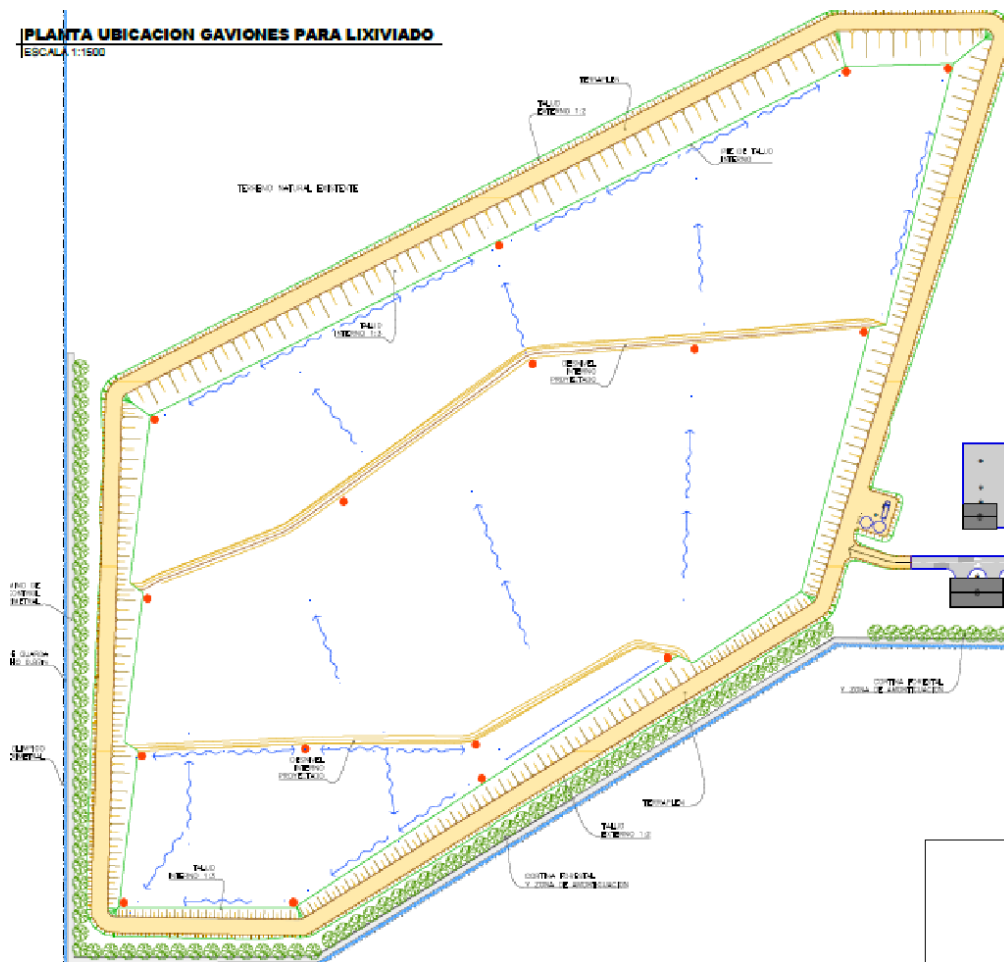 PLANTA UBICACION GAVIONES PARA LIXIVIADO
ESCALA 1:1500
TERRAPLEN
TALUD
EXTERNO 1:2
PIE DE TALUD
INTERNO
TERRENO NATURAL EXISTENTE
TALUD
INTERNO 1:3
DESNIVEL
INTERNO
PROYECTADO
CORTINA FORESTAL
Y ZONA DE AMORTIGUACION
DESNIVEL
INTERNO
PROYECTADO
TERRAPLEN
TALUD
EXTERNO 1:2
TALUD
INTERNO 1:3
CORTINA FORESTAL
Y ZONA DE AMORTIGUACION